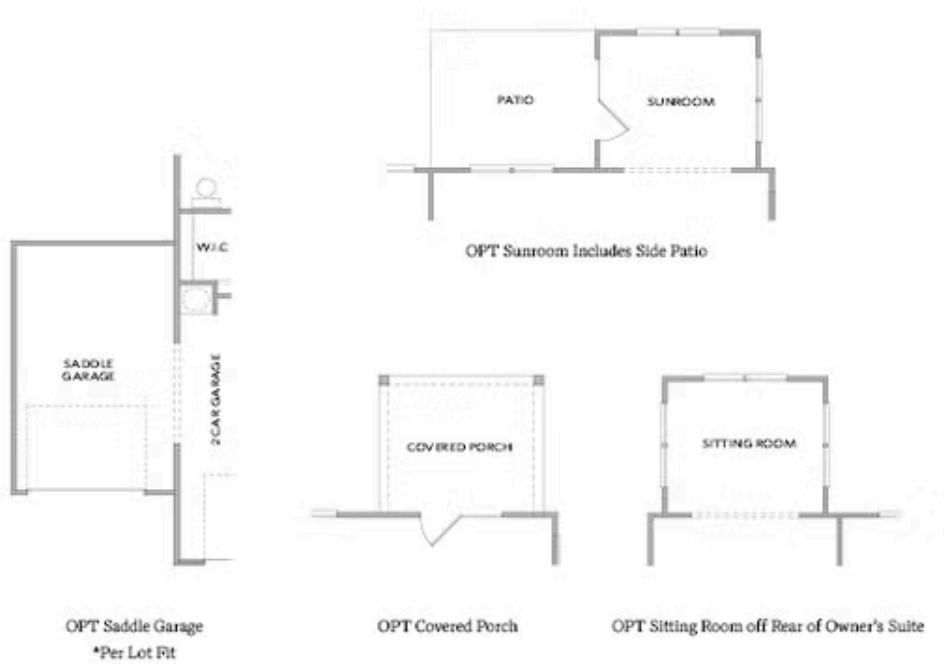 PATIO
SUNROOM
OPT Sunroom Includes Side Patio
W.I.C
SADDLE
GARAGE
2 CAR GARAGE
COVERED PORCH
SITTING ROOM
OPT Saddle Garage
*Per Lot Fit
OPT Covered Porch
OPT Sitting Room off Rear of Owner's Suite